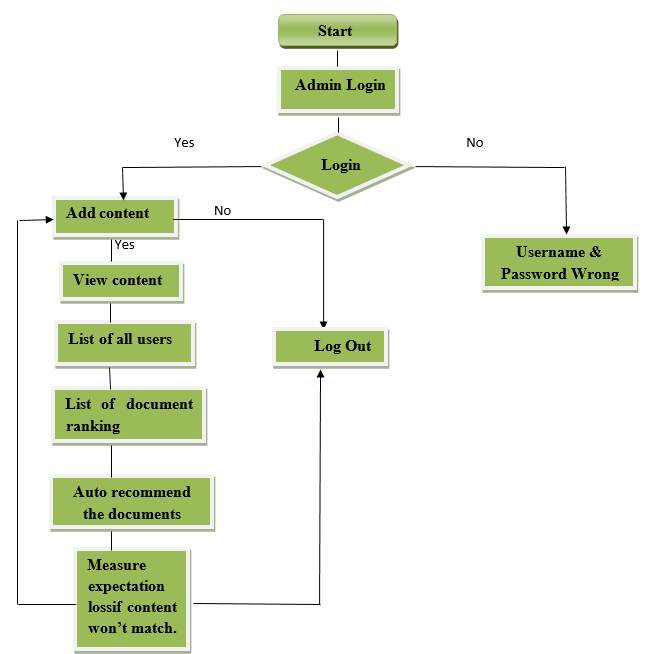 Start
Admin Login
Yes
No
Login
Add content
No
Yes
Username &
Password Wrong
View content
List of all users
Log Out
List of document
ranking
Auto recommend
the documents
Measure
expectation
lossif content
won't match.